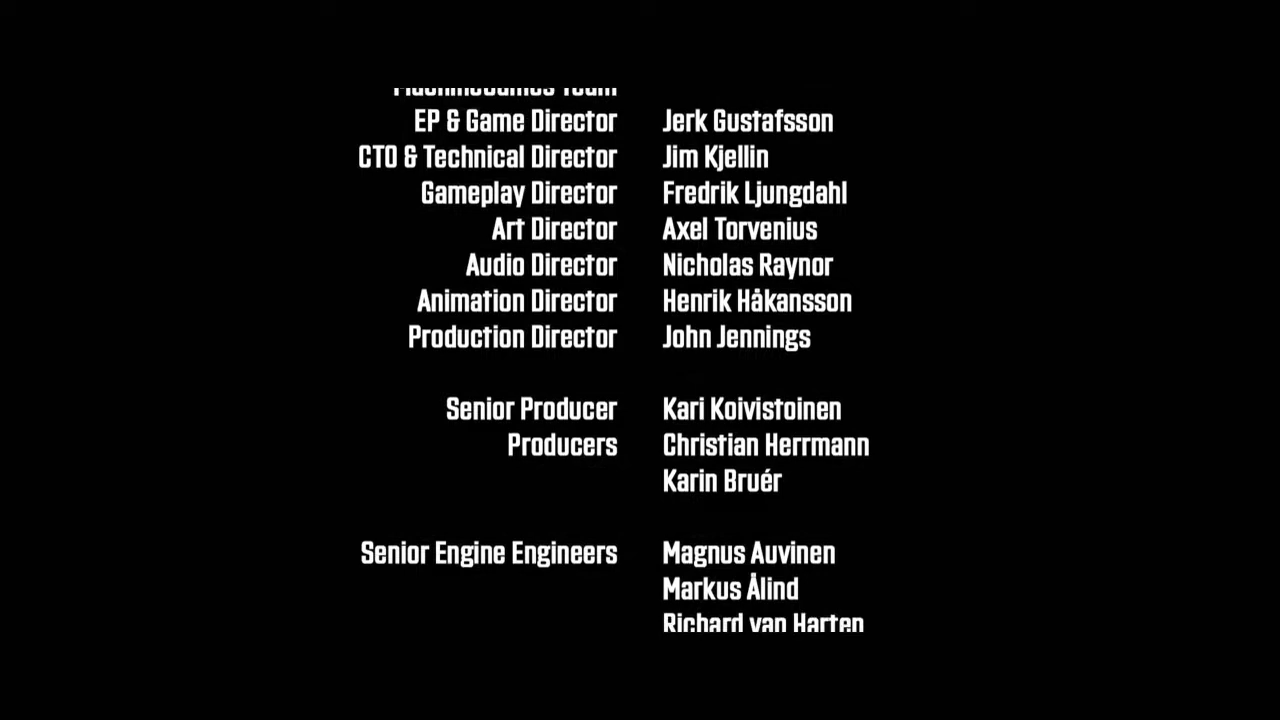 MachineGames Team
EP & Game Director Jerk Gustafsson
CTO & Technical Director Jim Kjellin
Gameplay Director Fredrik Ljungdahl
Art Director Axel Torvenius
Audio Director Nicholas Raynor
Animation Director Henrik Håkansson
Production Director John Jennings
Senior Producer Kari Koivistoinen
Producers Christian Herrmann
Karin Bruér
Senior Engine Engineers Magnus Auvinen
Markus Ålind
Richard van Harten